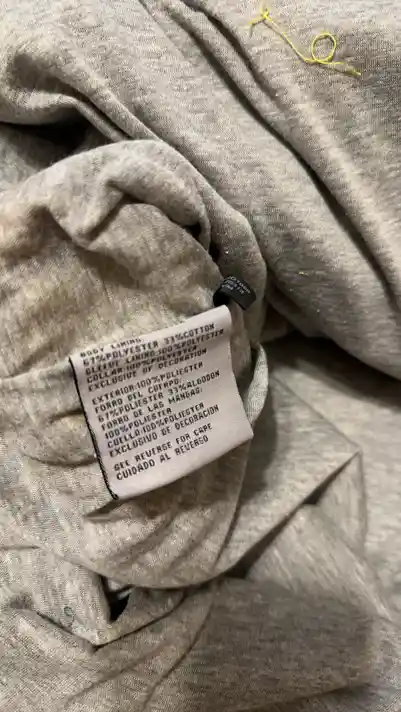 BODY LINING
67%POLYESTER 33%COTTON
SLEEVE LINING:100%POLYESTER
COLLAR:100%POLYESTER
EXCLUSIVE OF DECORATION
EXTERIOR:100%POLIESTER
FORRO DEL CUERPO:
67%POLIESTER 33%ALGODON
FORRO DE LAS MANGAS:
100%POLIESTER
CUELLO:100%POLIESTER
EXCLUSIVO DE DECORACION
SEE REVERSE FOR CARE
CUIDADO AL REVERSO